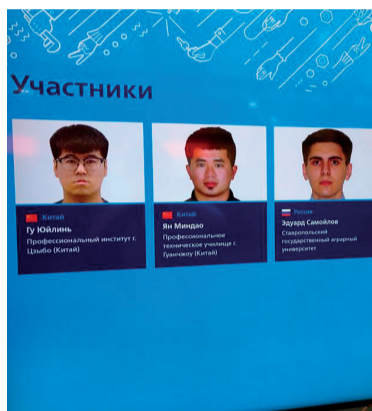 Участники
Китай
Гу Юйлинь
Профессиональный институт г.
Цзыбо (Китай)
Китай
Ян Миндао
Профессиональное
техническое училище г.
Гуанчжоу (Китай)
Россия
Эдуард Самойлов
Ставропольский
государственный аграрный
университет